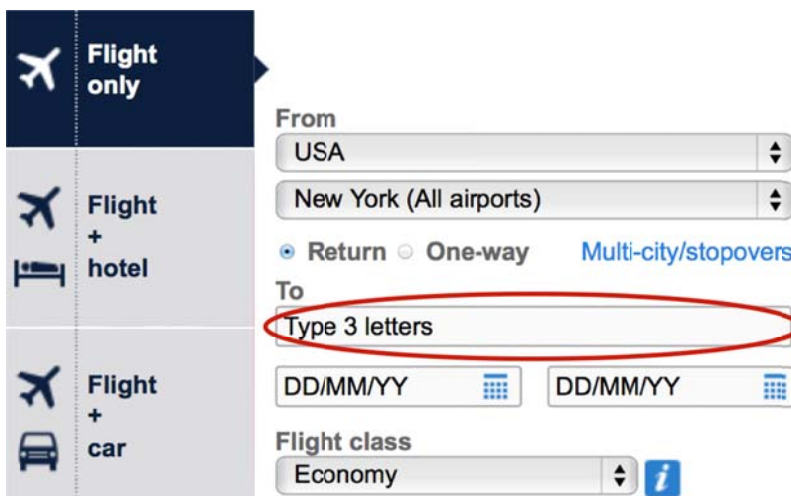 Flight
only
Flight
+
hotel
Flight
+
car
From
USA
New York (All airports)
Return One-way Multi-city/stopovers
To
Type 3 letters
DD/MM/YY DD/MM/YY
Flight class
Economy i